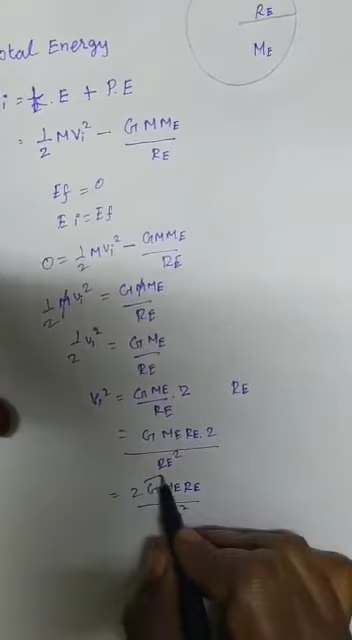 RE
ME
otal Energy
i = K.E + P.E
= 1/2 MVi² - GMME/RE
Ef = 0
Ei = Ef
0 = 1/2 MVi² - GMME/RE
1/2 MVi² = GMME/RE
1/2 Vi² = GME/RE
Vi² = GME/RE . 2 RE
= GMERE.2/RE²
= 2 GMERE